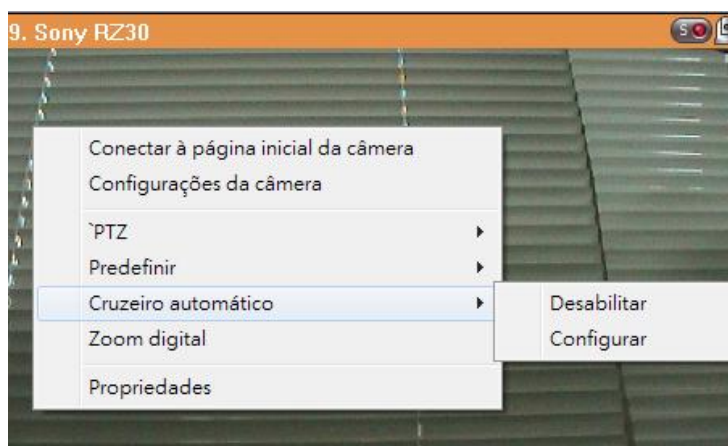 9. Sony RZ30
S
Conectar à página inicial da câmera
Configurações da câmera
`PTZ
Predefinir
Cruzeiro automático
Desabilitar
Zoom digital
Configurar
Propriedades